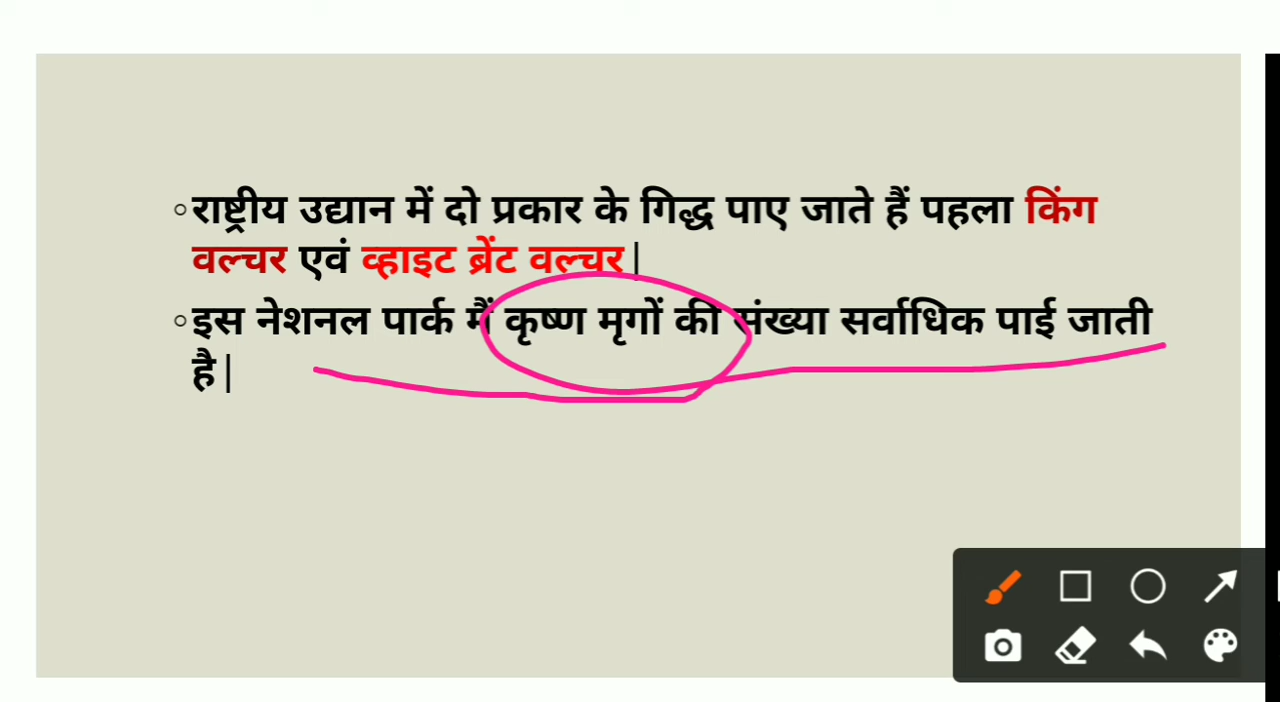 ◦राष्ट्रीय उद्यान में दो प्रकार के गिद्ध पाए जाते हैं पहला किंग
वल्चर एवं व्हाइट ब्रेंट वल्चर|
◦इस नेशनल पार्क मैं कृष्ण मृगों की संख्या सर्वाधिक पाई जाती
है|